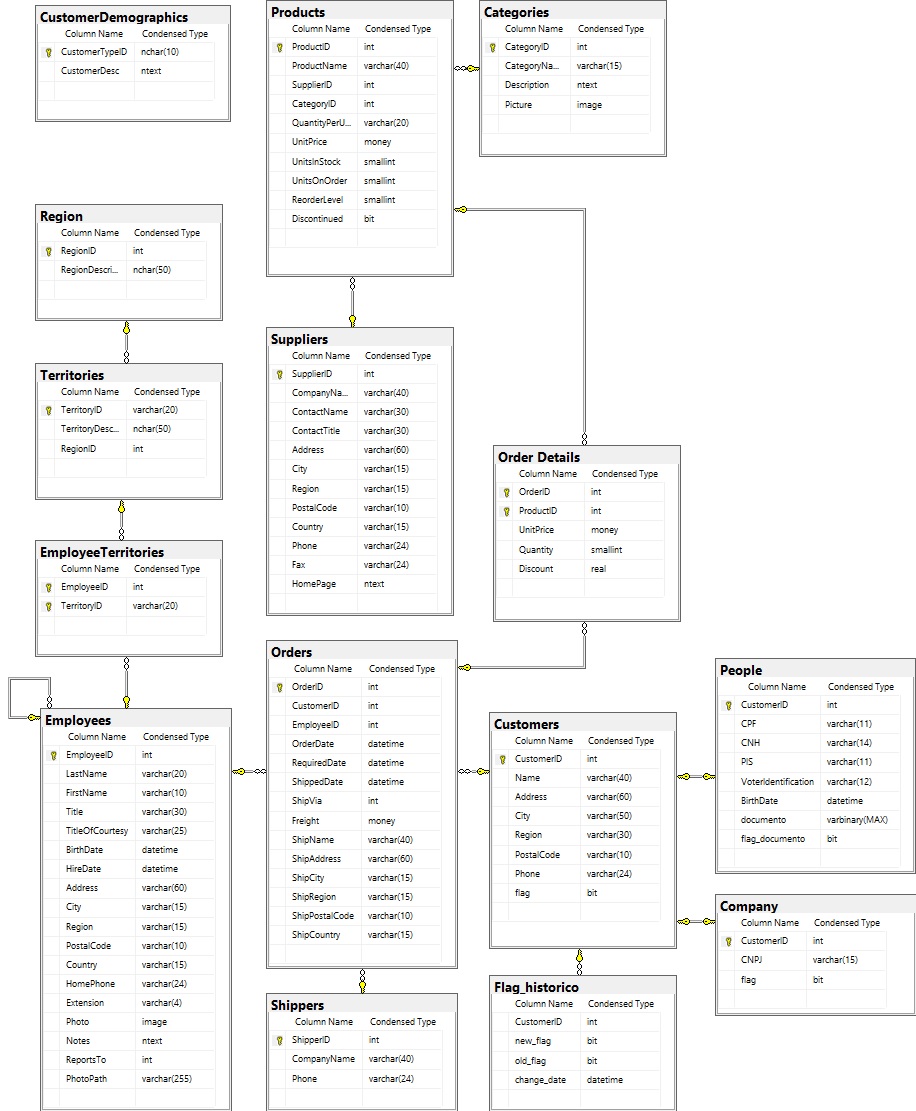 CustomerDemographics
Column Name Condensed Type
CustomerTypeID nchar(10)
CustomerDesc ntext
Products
Column Name Condensed Type
ProductID int
ProductName varchar(40)
SupplierID int
CategoryID int
QuantityPerU... varchar(20)
UnitPrice money
UnitsInStock smallint
UnitsOnOrder smallint
ReorderLevel smallint
Discontinued bit
Categories
Column Name Condensed Type
CategoryID int
CategoryNa... varchar(15)
Description ntext
Picture image
Region
Column Name Condensed Type
RegionID int
RegionDescri... nchar(50)
Territories
Column Name Condensed Type
TerritoryID varchar(20)
TerritoryDesc... nchar(50)
RegionID int
EmployeeTerritories
Column Name Condensed Type
EmployeeID int
TerritoryID varchar(20)
Suppliers
Column Name Condensed Type
SupplierID int
CompanyNa... varchar(40)
ContactName varchar(30)
ContactTitle varchar(30)
Address varchar(60)
City varchar(15)
Region varchar(15)
PostalCode varchar(10)
Country varchar(15)
Phone varchar(24)
Fax varchar(24)
HomePage ntext
Order Details
Column Name Condensed Type
OrderID int
ProductID int
UnitPrice money
Quantity smallint
Discount real
Employees
Column Name Condensed Type
EmployeeID int
LastName varchar(20)
FirstName varchar(10)
Title varchar(30)
TitleOfCourtesy varchar(25)
BirthDate datetime
HireDate datetime
Address varchar(60)
City varchar(15)
Region varchar(15)
PostalCode varchar(10)
Country varchar(15)
HomePhone varchar(24)
Extension varchar(4)
Photo image
Notes ntext
ReportsTo int
PhotoPath varchar(255)
Orders
Column Name Condensed Type
OrderID int
CustomerID int
EmployeeID int
OrderDate datetime
RequiredDate datetime
ShippedDate datetime
ShipVia int
Freight money
ShipName varchar(40)
ShipAddress varchar(60)
ShipCity varchar(15)
ShipRegion varchar(15)
ShipPostalCode varchar(10)
ShipCountry varchar(15)
Shippers
Column Name Condensed Type
ShipperID int
CompanyName varchar(40)
Phone varchar(24)
Customers
Column Name Condensed Type
CustomerID int
Name varchar(40)
Address varchar(60)
City varchar(50)
Region varchar(30)
PostalCode varchar(10)
Phone varchar(24)
flag bit
Flag_historico
Column Name Condensed Type
CustomerID int
new_flag bit
old_flag bit
change_date datetime
People
Column Name Condensed Type
CustomerID int
CPF varchar(11)
CNH varchar(14)
PIS varchar(11)
VoterIdentification varchar(12)
BirthDate datetime
documento varbinary(MAX)
flag_documento bit
Company
Column Name Condensed Type
CustomerID int
CNPJ varchar(15)
flag bit